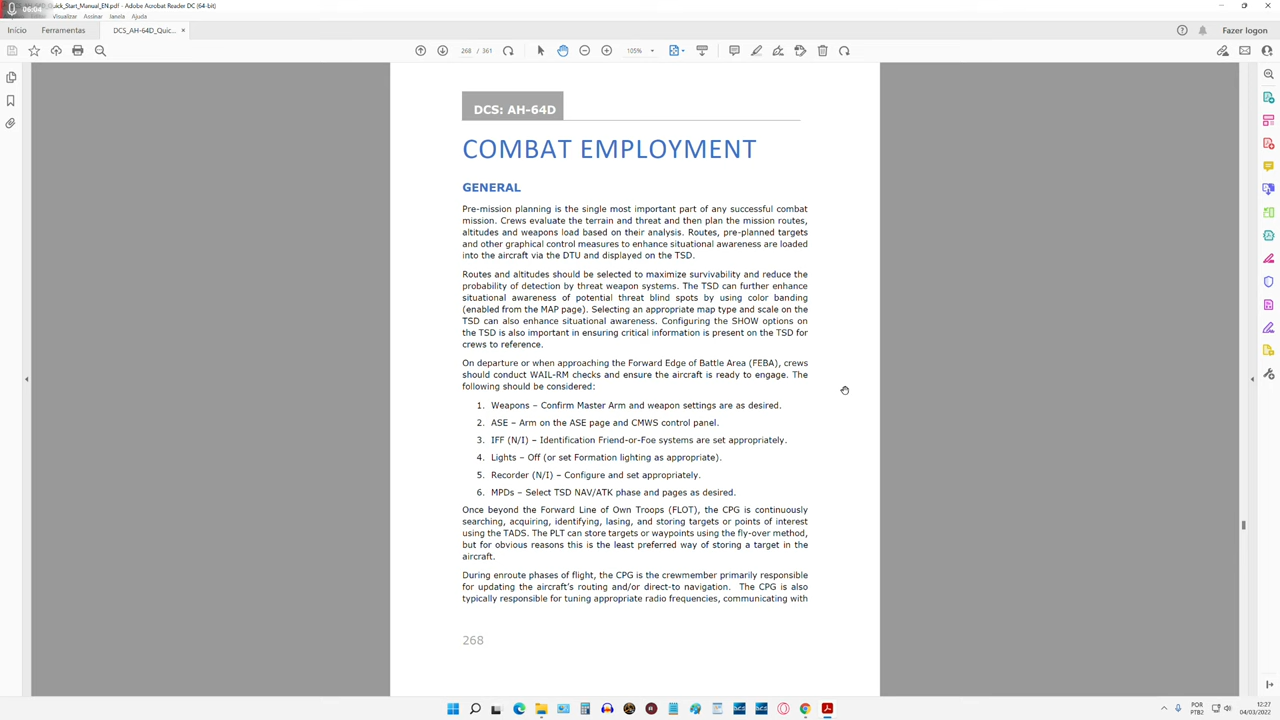 06:04
Quick_Start_Manual_EN.pdf - Adobe Acrobat Reader DC (64-bit)
Visualizar Assinar Janela Ajuda
Início Ferramentas DCS_AH-64D_Quic... × Fazer logon
268 / 361 105%
DCS: AH-64D
COMBAT EMPLOYMENT
GENERAL
Pre-mission planning is the single most important part of any successful combat
mission. Crews evaluate the terrain and threat and then plan the mission routes,
altitudes and weapons load based on their analysis. Routes, pre-planned targets
and other graphical control measures to enhance situational awareness are loaded
into the aircraft via the DTU and displayed on the TSD.
Routes and altitudes should be selected to maximize survivability and reduce the
probability of detection by threat weapon systems. The TSD can further enhance
situational awareness of potential threat blind spots by using color banding
(enabled from the MAP page). Selecting an appropriate map type and scale on the
TSD can also enhance situational awareness. Configuring the SHOW options on
the TSD is also important in ensuring critical information is present on the TSD for
crews to reference.
On departure or when approaching the Forward Edge of Battle Area (FEBA), crews
should conduct WAIL-RM checks and ensure the aircraft is ready to engage. The
following should be considered:
1. Weapons – Confirm Master Arm and weapon settings are as desired.
2. ASE – Arm on the ASE page and CMWS control panel.
3. IFF (N/I) – Identification Friend-or-Foe systems are set appropriately.
4. Lights – Off (or set Formation lighting as appropriate).
5. Recorder (N/I) – Configure and set appropriately.
6. MPDs – Select TSD NAV/ATK phase and pages as desired.
Once beyond the Forward Line of Own Troops (FLOT), the CPG is continuously
searching, acquiring, identifying, lasing, and storing targets or points of interest
using the TADS. The PLT can store targets or waypoints using the fly-over method,
but for obvious reasons this is the least preferred way of storing a target in the
aircraft.
During enroute phases of flight, the CPG is the crewmember primarily responsible
for updating the aircraft's routing and/or direct-to navigation. The CPG is also
typically responsible for tuning appropriate radio frequencies, communicating with
268
POR 12:27
PTB2 04/03/2022